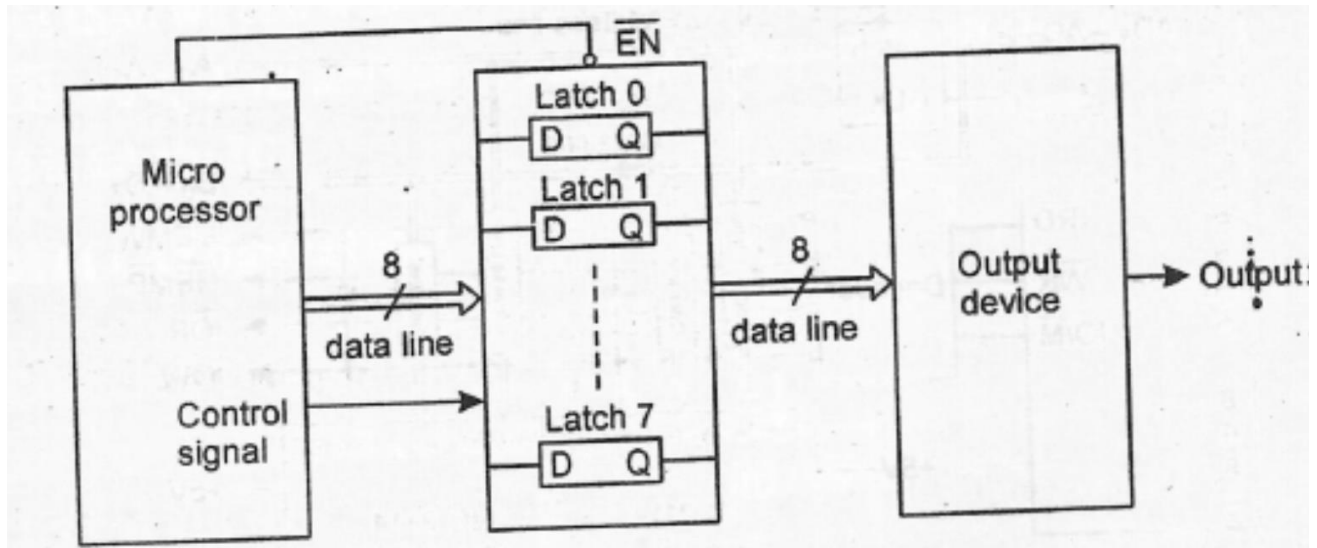 EN
Latch 0
D Q
Micro
processor
Latch 1
D Q
8
data line
8
data line
Output
device
Output
Control
signal
Latch 7
D Q